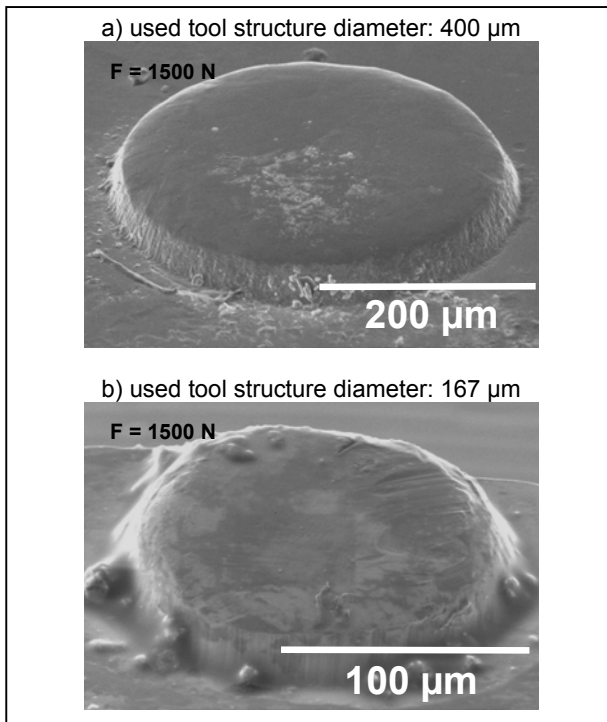 a) used tool structure diameter: 400 µm
F = 1500 N
200 µm
b) used tool structure diameter: 167 µm
F = 1500 N
100 µm